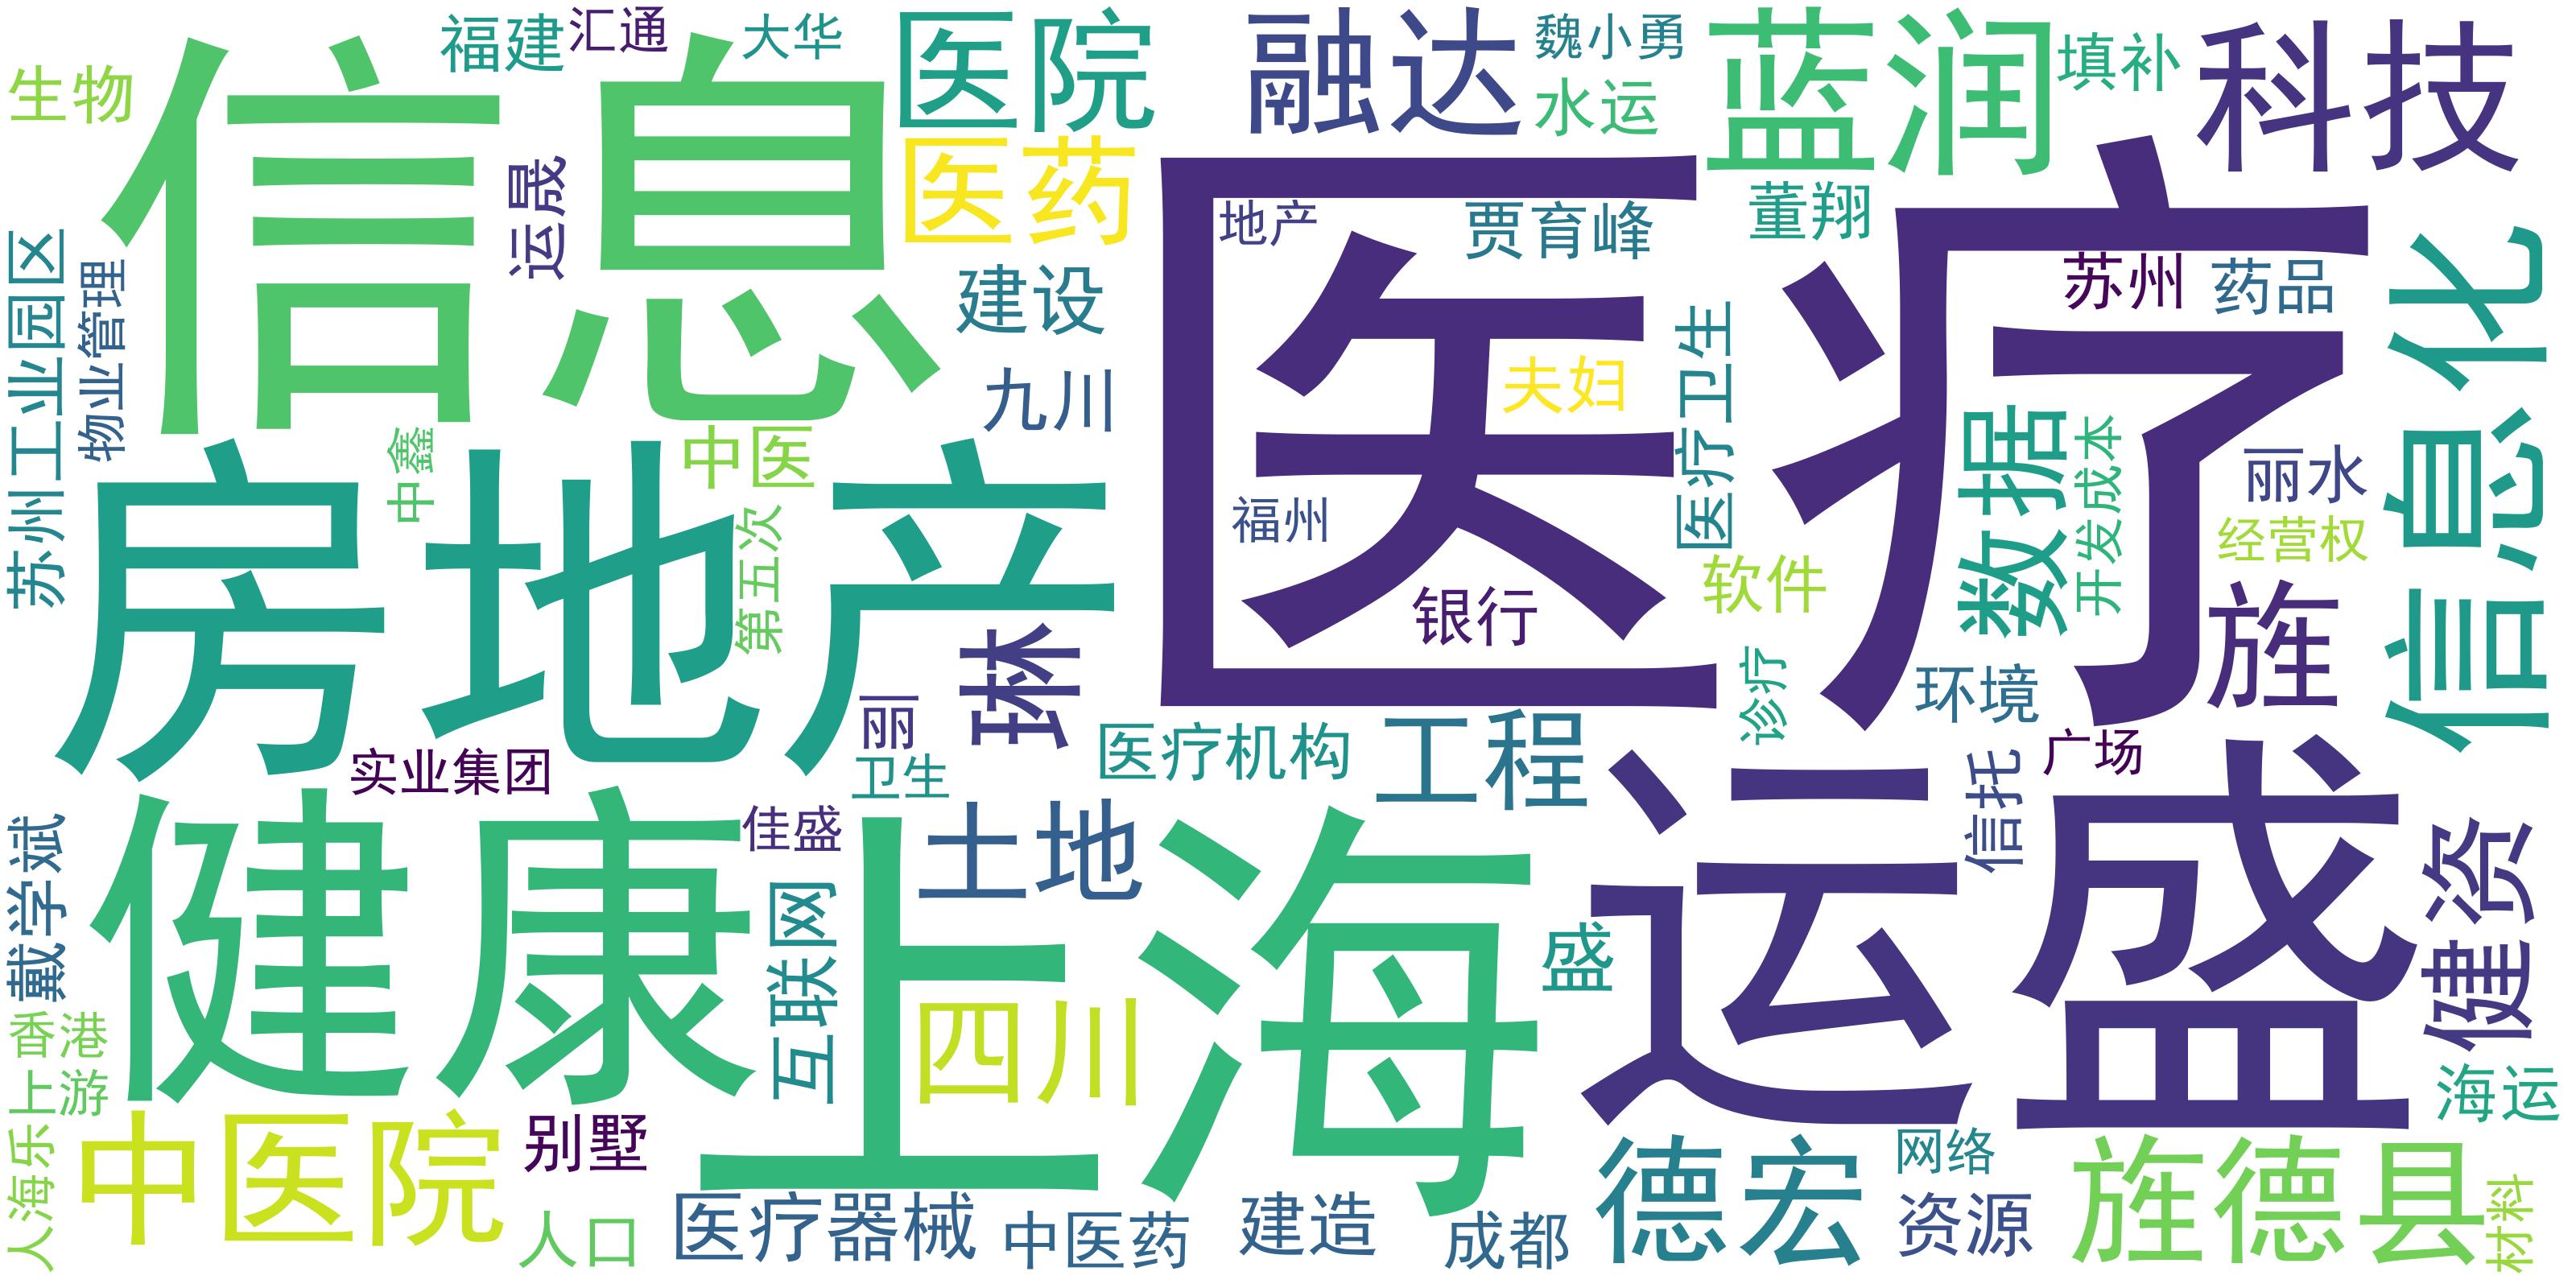 信息
医疗
房地产
健康
上海
运盛
福建
汇通
大华
医院
融达
魏小勇
蓝润
填补
科技
生物
水运
医药
运晟
董翔
地产
贾育峰
苏州
药品
信息化
苏州工业园区
物业管理
建设
九川
夫妇
医疗卫生
数据
开发成本
丽水
经营权
中鑫
中医
第五次
福州
银行
软件
旌
琜
丽
卫生
医疗机构
工程
诊疗
环境
广场
信托
实业集团
佳盛
土地
互联网
盛
健资
戴学斌
四川
香港
上游
人海乐
中医院
别墅
人口
医疗器械
中医药
建造
成都
德宏
网络
资源
旌德县
海运
材料